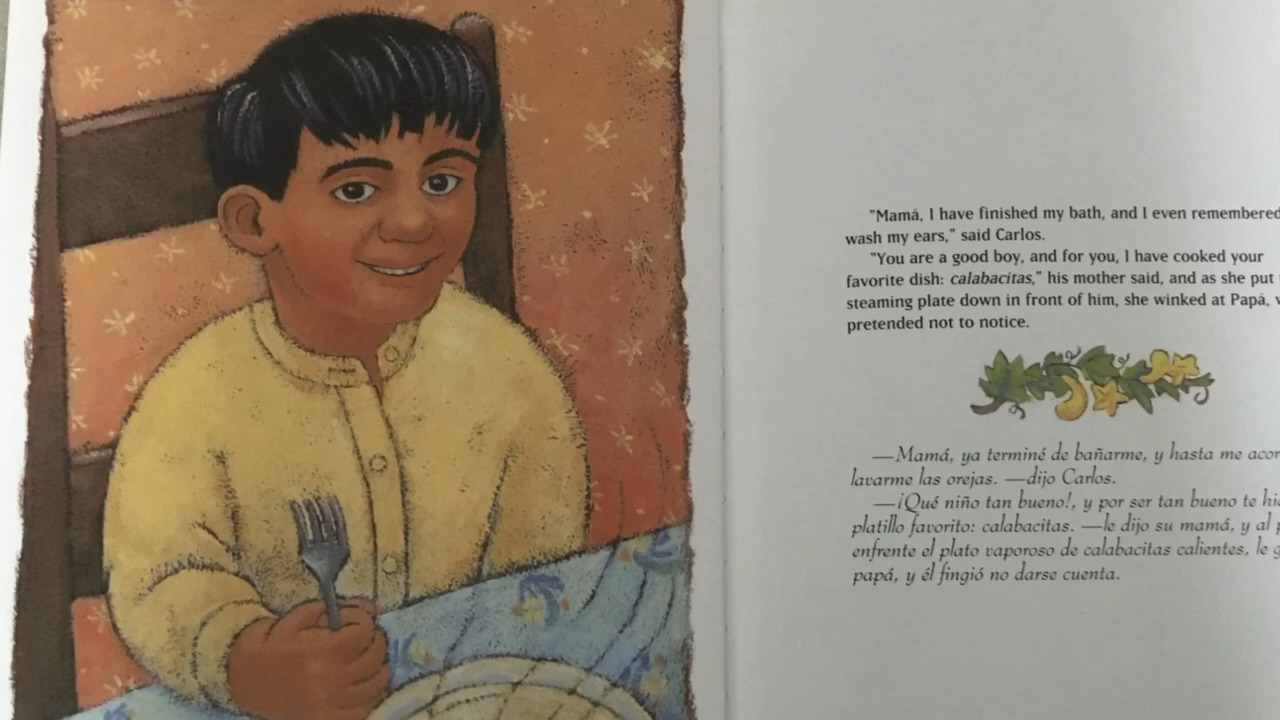 "Mamá, I have finished my bath, and I even remembered
wash my ears," said Carlos.
"You are a good boy, and for you, I have cooked your
favorite dish: calabacitas," his mother said, and as she put
steaming plate down in front of him, she winked at Papá,
pretended not to notice.
—Mamá, ya terminé de bañarme, y hasta me
lavarme las orejas. —dijo Carlos.
—¡Qué niño tan bueno!, y por ser tan bueno te
platillo favorito: calabacitas. —le dijo su mamá, y al
enfrente el plato vaporoso de calabacitas calientes, le
papá, y él fingió no darse cuenta.